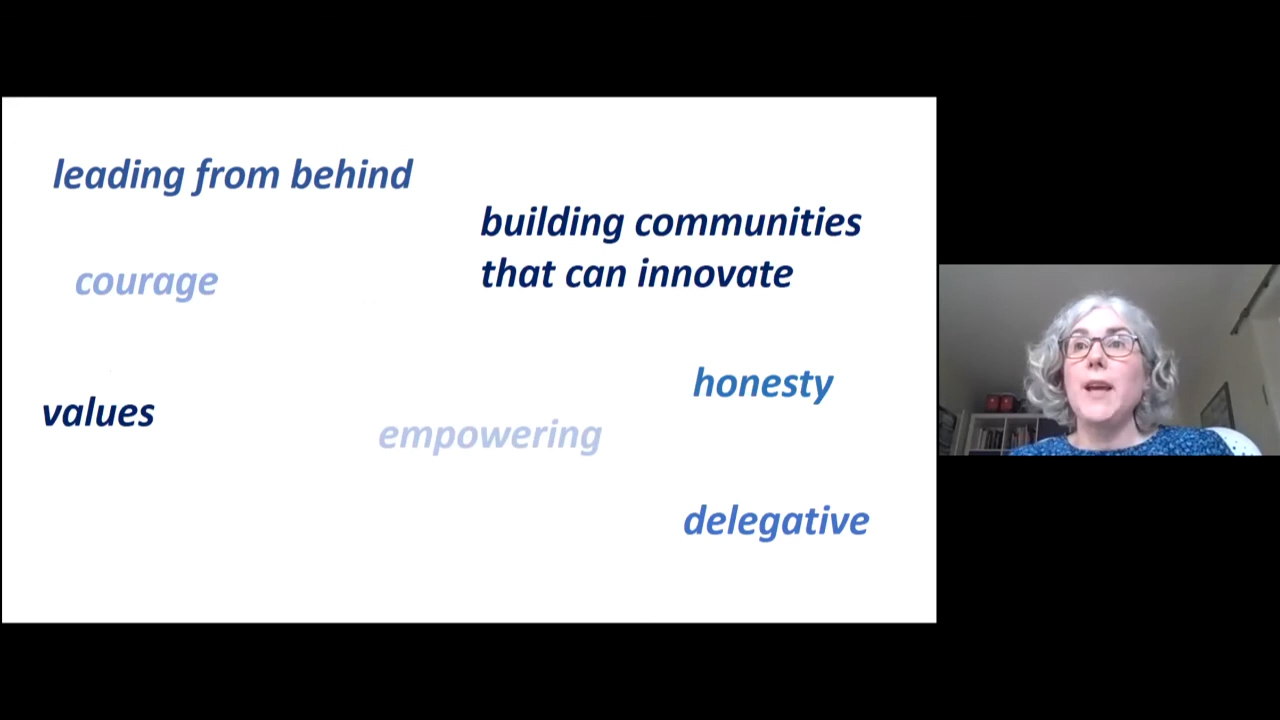 leading from behind
building communities
that can innovate
courage
honesty
values
empowering
delegative